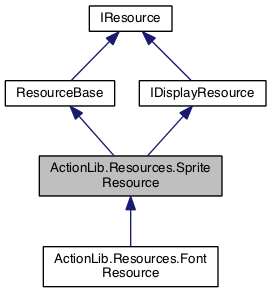 IResource
ResourceBase
IDisplayResource
ActionLib.Resources.Sprite
Resource
ActionLib.Resources.Font
Resource